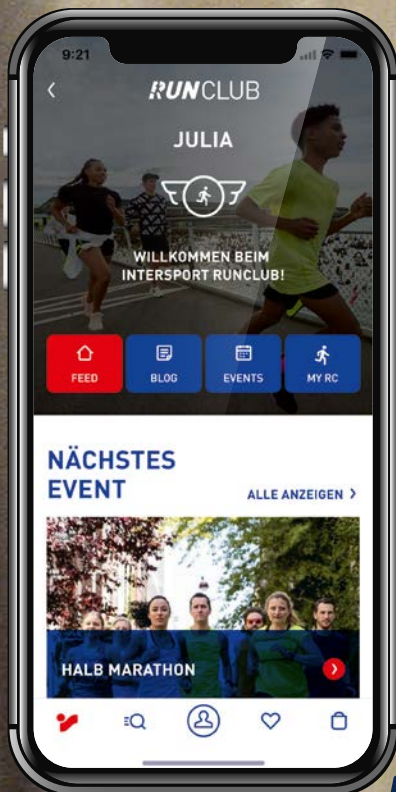 9:21
RUNCLUB
JULIA
WILLKOMMEN BEIM
INTERSPORT RUNCLUB!
FEED
BLOG
EVENTS
MY RC
NÄCHSTES
EVENT
ALLE ANZEIGEN
HALB MARATHON